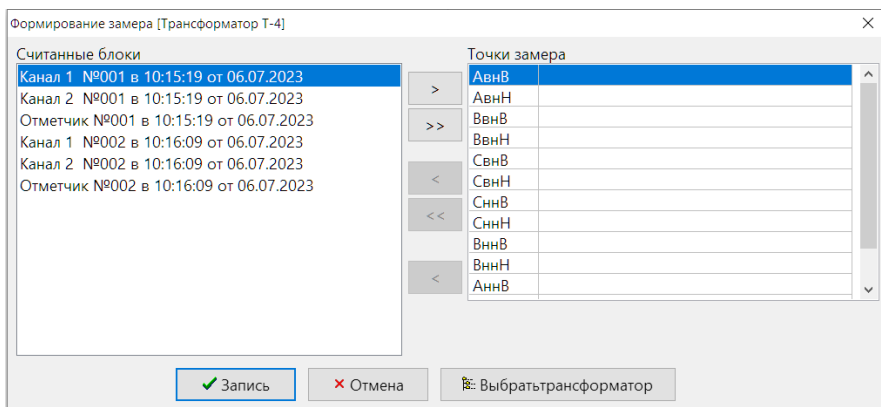 Формирование замера [Трансформатор Т-4]
Считанные блоки
Канал 1 №001 в 10:15:19 от 06.07.2023
Канал 2 №001 в 10:15:19 от 06.07.2023
Отметчик №001 в 10:15:19 от 06.07.2023
Канал 1 №002 в 10:16:09 от 06.07.2023
Канал 2 №002 в 10:16:09 от 06.07.2023
Отметчик №002 в 10:16:09 от 06.07.2023
>
>>
<
<<
<
Точки замера
АвнВ
АвнН
ВвнВ
ВвнН
СвнВ
СвнН
СннВ
СннН
ВннВ
ВннН
АннВ
Запись
Отмена
Выбратьтрансформатор